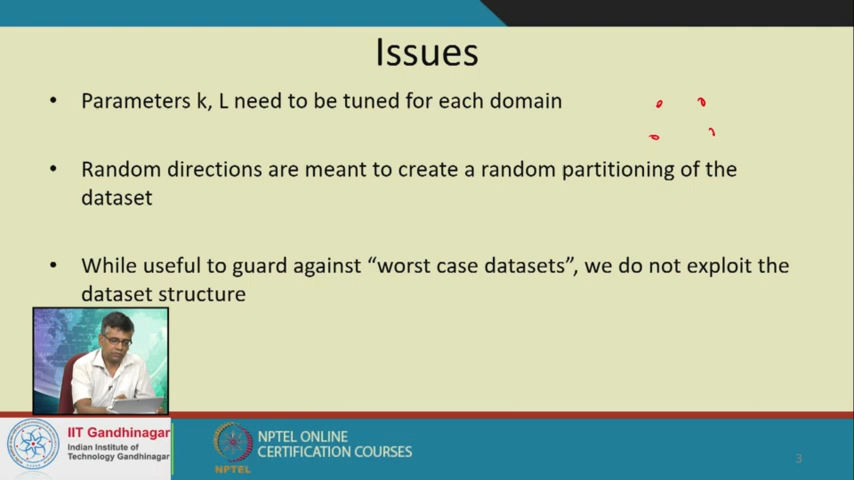 Issues
• Parameters k, L need to be tuned for each domain
• Random directions are meant to create a random partitioning of the
dataset
• While useful to guard against “worst case datasets”, we do not exploit the
dataset structure
IIT Gandhinagar
Indian Institute of
Technology Gandhinagar
NPTEL
NPTEL ONLINE
CERTIFICATION COURSES
3